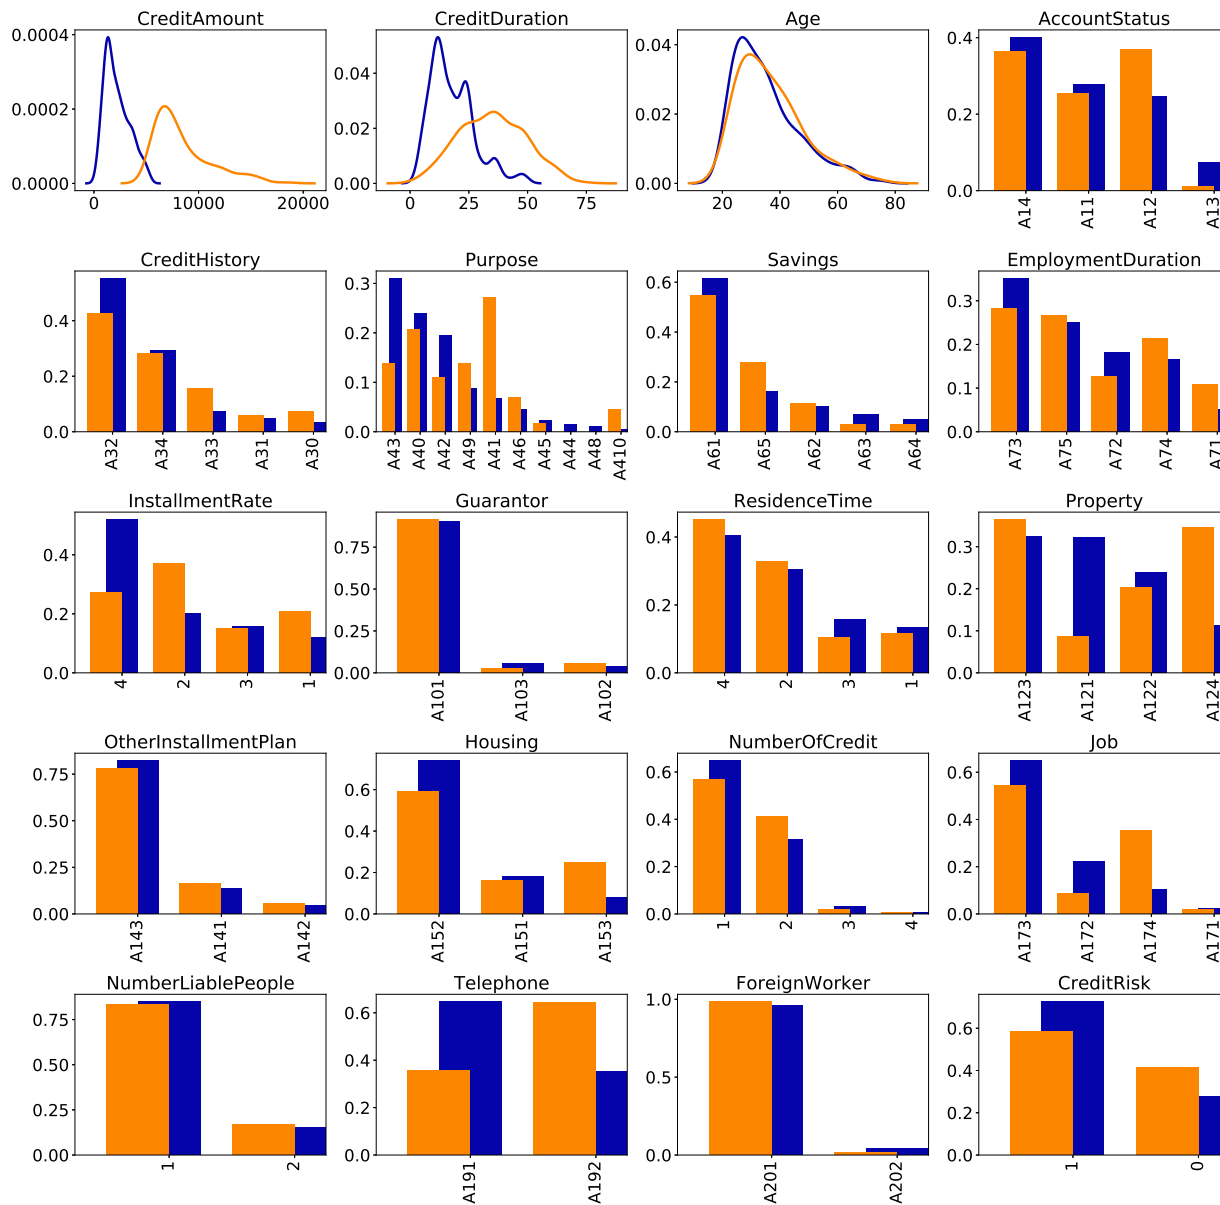 CreditAmount
0.0004
0.0002
0.0000
0 10000 20000
CreditDuration
0.04
0.02
0.00
0 25 50 75
Age
0.04
0.02
0.00
20 40 60 80
AccountStatus
0.4
0.2
0.0
A14 A11 A12 A13
CreditHistory
0.4
0.2
0.0
A32 A34 A33 A31 A30
Purpose
0.3
0.2
0.1
0.0
A43 A40 A42 A49 A41 A46 A45 A44 A48 A410
Savings
0.6
0.4
0.2
0.0
A61 A65 A62 A63 A64
EmploymentDuration
0.3
0.2
0.1
0.0
A73 A75 A72 A74 A71
InstallmentRate
0.4
0.2
0.0
4 2 3 1
Guarantor
0.75
0.50
0.25
0.00
A101 A103 A102
ResidenceTime
0.4
0.2
0.0
4 2 3 1
Property
0.3
0.2
0.1
0.0
A123 A121 A122 A124
OtherInstallmentPlan
0.75
0.50
0.25
0.00
A143 A141 A142
Housing
0.6
0.4
0.2
0.0
A152 A151 A153
NumberOfCredit
0.6
0.4
0.2
0.0
1 2 3 4
Job
0.6
0.4
0.2
0.0
A173 A172 A174 A171
NumberLiablePeople
0.75
0.50
0.25
0.00
1 2
Telephone
0.6
0.4
0.2
0.0
A191 A192
ForeignWorker
1.0
0.5
0.0
A201 A202
CreditRisk
0.6
0.4
0.2
0.0
1 0